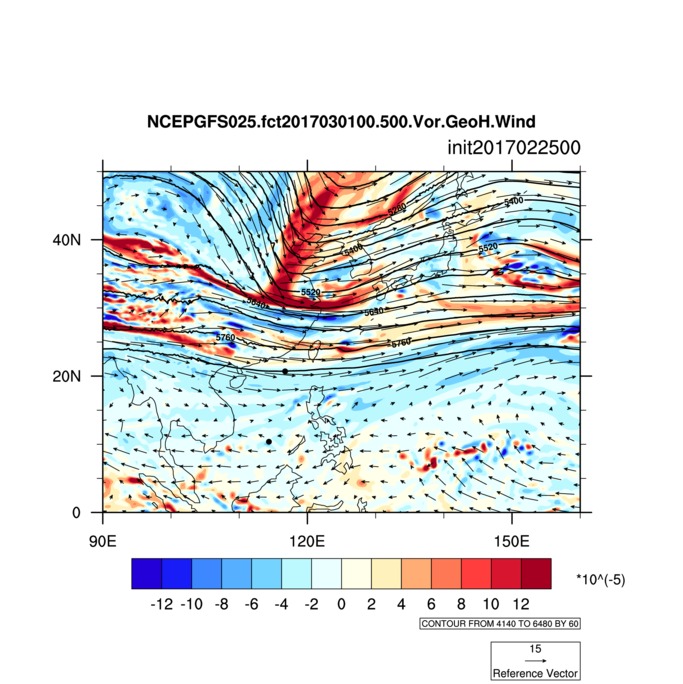 NCEPGFS025.fct2017030100.500.Vor.GeoH.Wind
init2017022500
5400
5280
40N
5400
5520
5520
5640
5640
5760
5760
20N
0
90E 120E 150E
-12 -10 -8 -6 -4 -2 0 2 4 6 8 10 12
*10^(-5)
CONTOUR FROM 4140 TO 6480 BY 60
15
Reference Vector